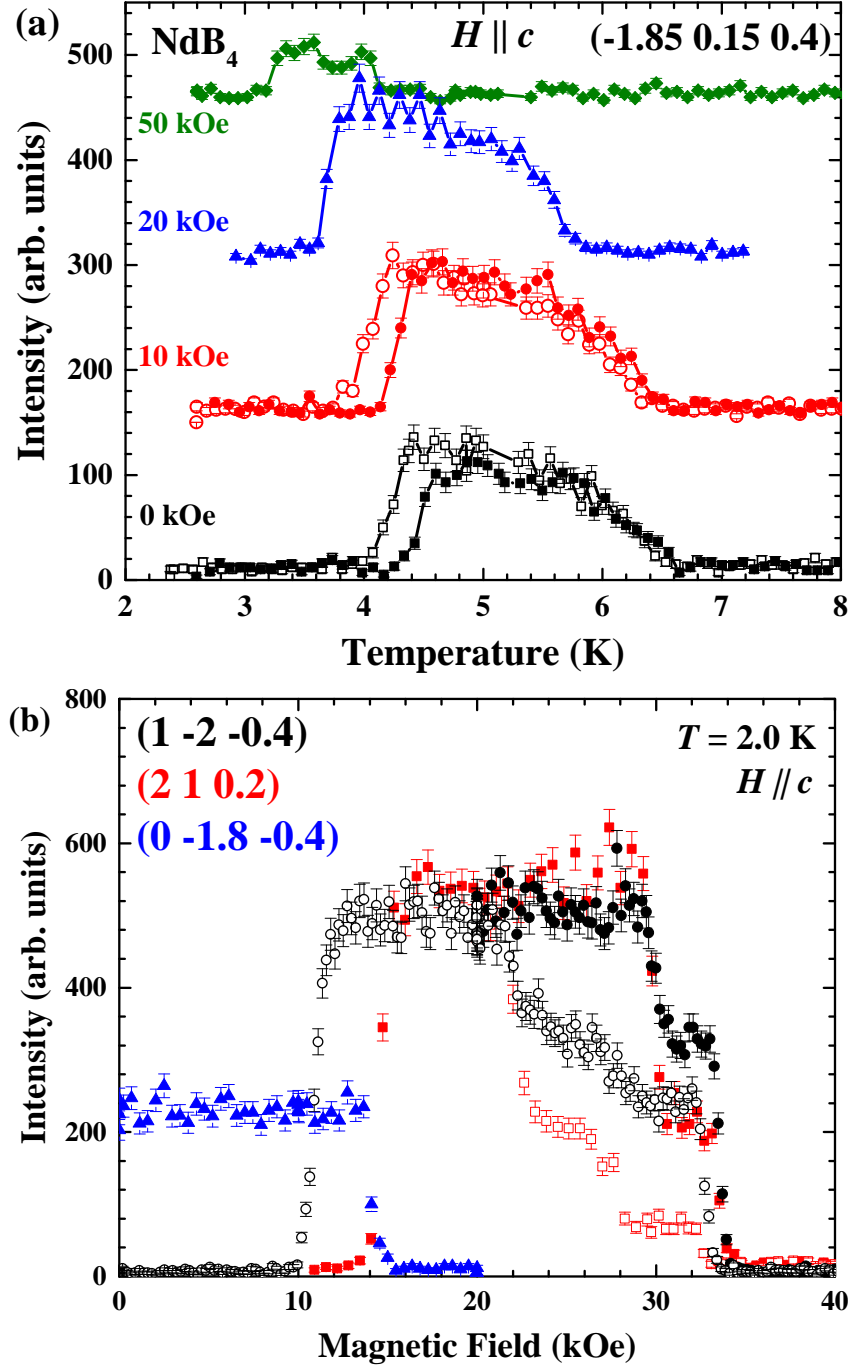 (a)
NdB4
H || c
(-1.85 0.15 0.4)
50 kOe
20 kOe
10 kOe
0 kOe
Intensity (arb. units)
500
400
300
200
100
0
2 3 4 5 6 7 8
Temperature (K)
(b)
(1 -2 -0.4)
(2 1 0.2)
(0 -1.8 -0.4)
T = 2.0 K
H // c
Intensity (arb. units)
800
600
400
200
0
0 10 20 30 40
Magnetic Field (kOe)